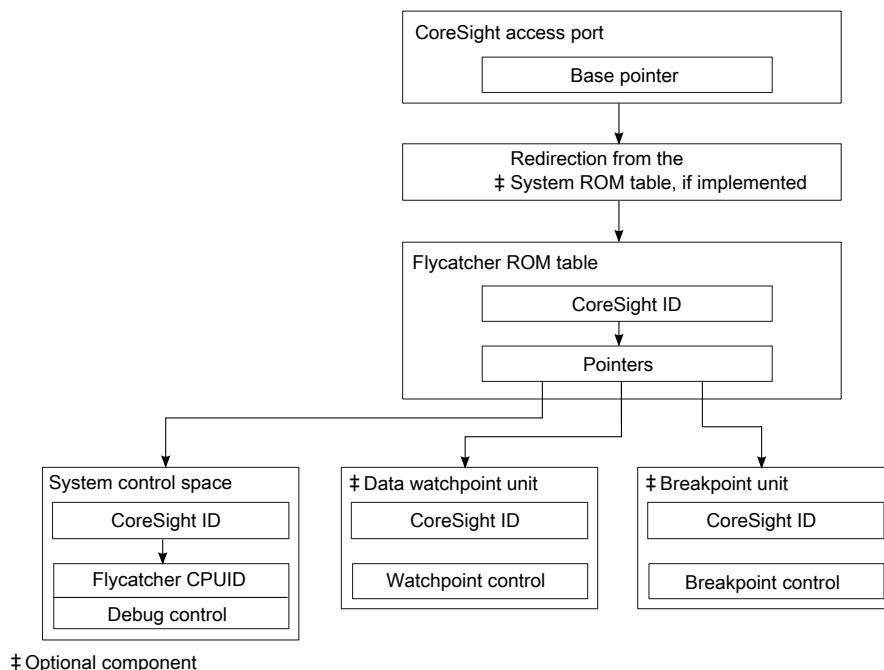 CoreSight access port
Base pointer
Redirection from the
‡ System ROM table, if implemented
Flycatcher ROM table
CoreSight ID
Pointers
System control space
CoreSight ID
Flycatcher CPUID
Debug control
‡ Data watchpoint unit
CoreSight ID
Watchpoint control
‡ Breakpoint unit
CoreSight ID
Breakpoint control
‡ Optional component